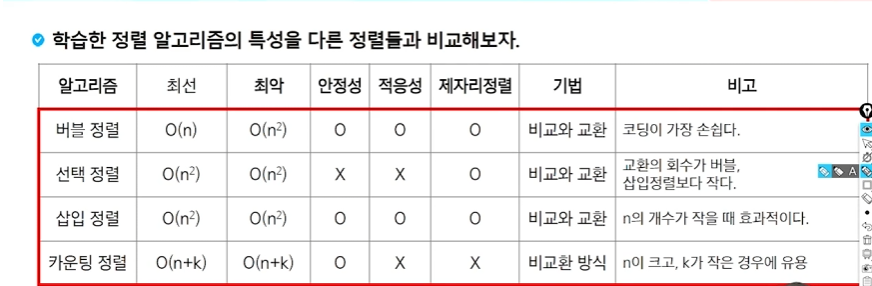 학습한 정렬 알고리즘의 특성을 다른 정렬들과 비교해보자.
알고리즘 최선 최악 안정성 적응성 제자리정렬 기법 비고
버블 정렬 O(n) O(n²) O O O 비교와 교환 코딩이 가장 손쉽다.
선택 정렬 O(n²) O(n²) X X O 비교와 교환 교환의 회수가 버블,
삽입정렬보다 작다.
삽입 정렬 O(n²) O(n²) O O O 비교와 교환 n의 개수가 작을 때 효과적이다.
카운팅 정렬 O(n+k) O(n+k) O X X 비교환 방식 n이 크고, k가 작은 경우에 유용
A